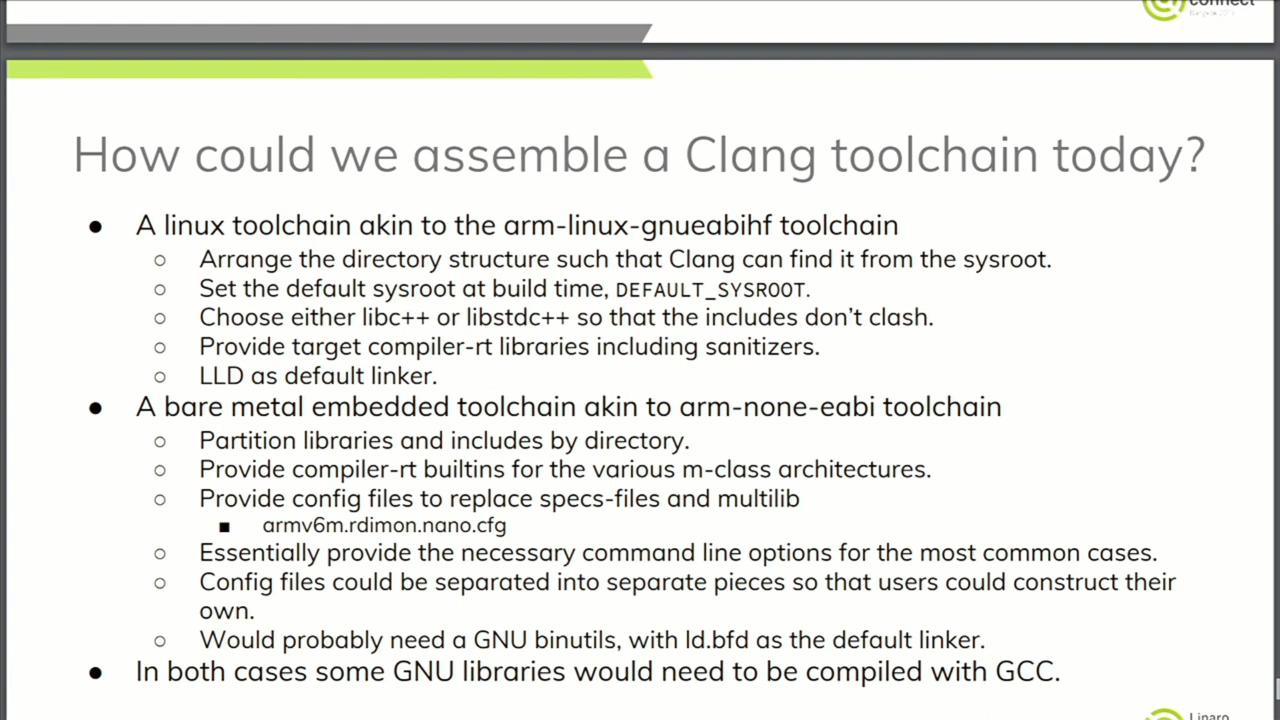 connect
How could we assemble a Clang toolchain today?
● A linux toolchain akin to the arm-linux-gnueabihf toolchain
○ Arrange the directory structure such that Clang can find it from the sysroot.
○ Set the default sysroot at build time, DEFAULT_SYSROOT.
○ Choose either libc++ or libstdc++ so that the includes don’t clash.
○ Provide target compiler-rt libraries including sanitizers.
○ LLD as default linker.
● A bare metal embedded toolchain akin to arm-none-eabi toolchain
○ Partition libraries and includes by directory.
○ Provide compiler-rt builtins for the various m-class architectures.
○ Provide config files to replace specs-files and multilib
■ armv6m.rdimon.nano.cfg
○ Essentially provide the necessary command line options for the most common cases.
○ Config files could be separated into separate pieces so that users could construct their
own.
○ Would probably need a GNU binutils, with ld.bfd as the default linker.
● In both cases some GNU libraries would need to be compiled with GCC.
Linaro